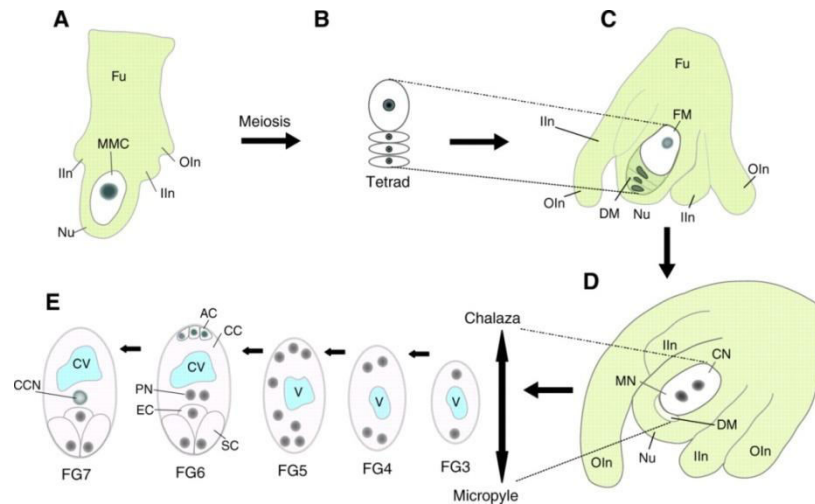 A
Fu
MMC
IIn
OIn
IIn
Nu
Meiosis
B
Tetrad
C
Fu
IIn
FM
OIn
DM
Nu
IIn
OIn
D
IIn
CN
MN
DM
Nu
IIn
OIn
OIn
Chalaza
Micropyle
E
AC
CC
CV
CV
CCN
PN
EC
SC
V
V
V
FG7
FG6
FG5
FG4
FG3